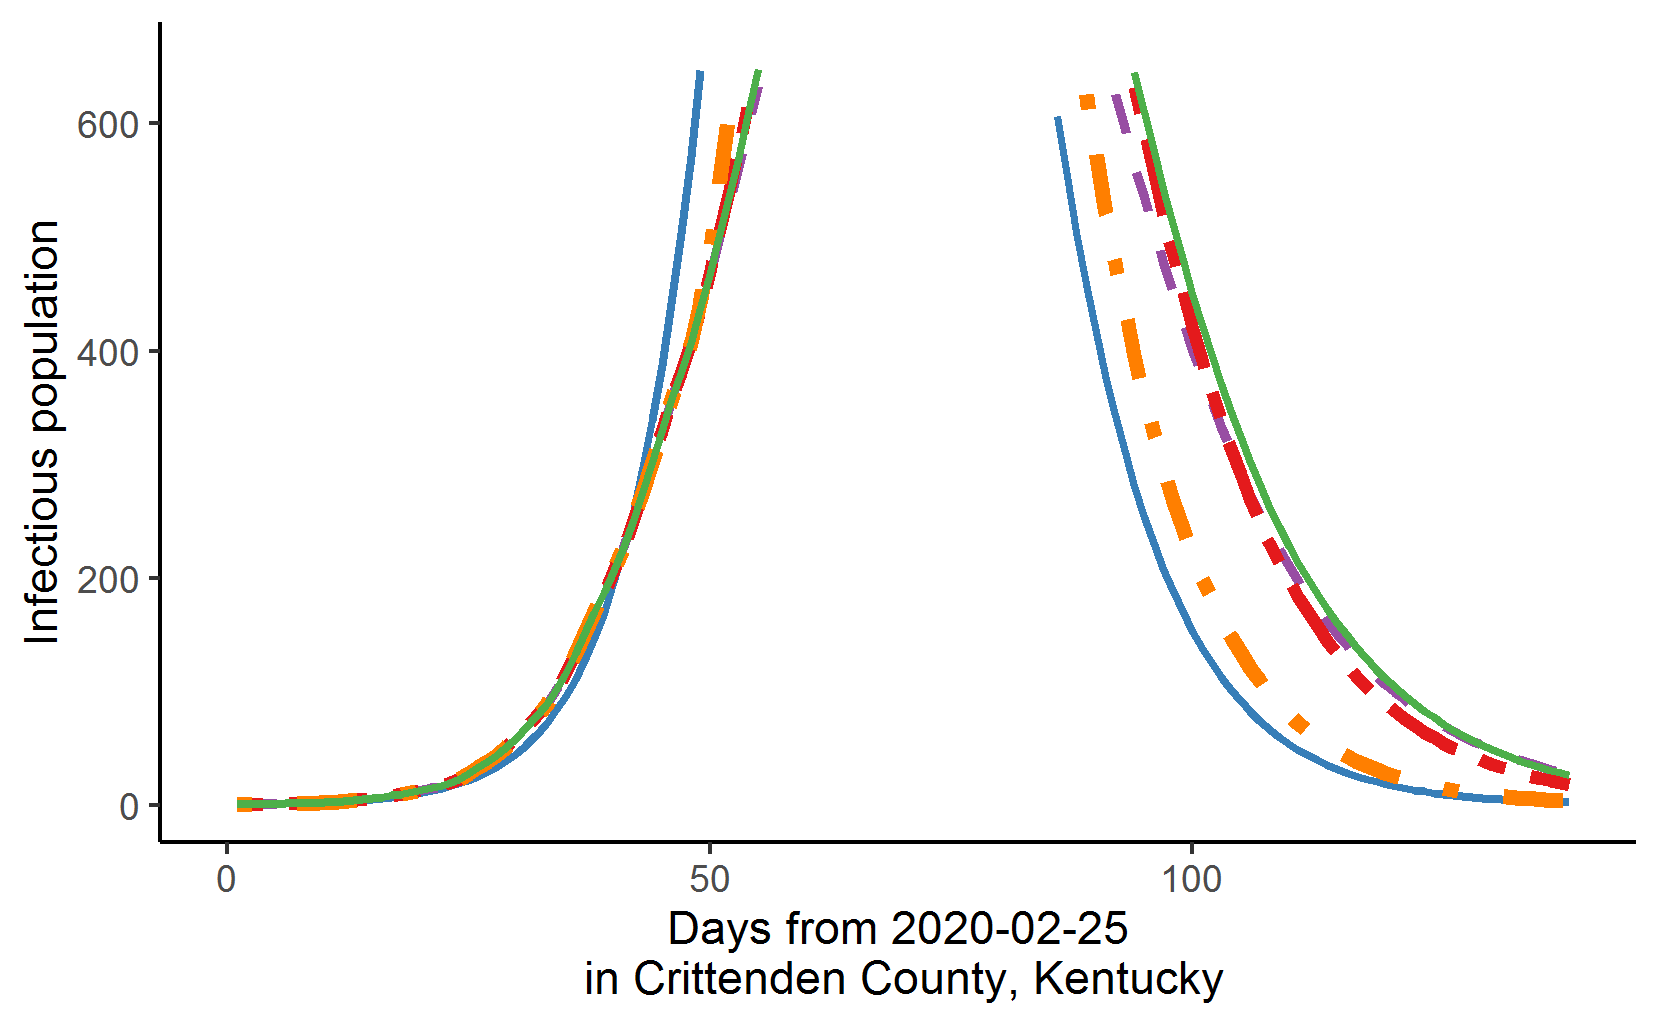 Infectious population
600
400
200
0
0 50 100
Days from 2020-02-25
in Crittenden County, Kentucky